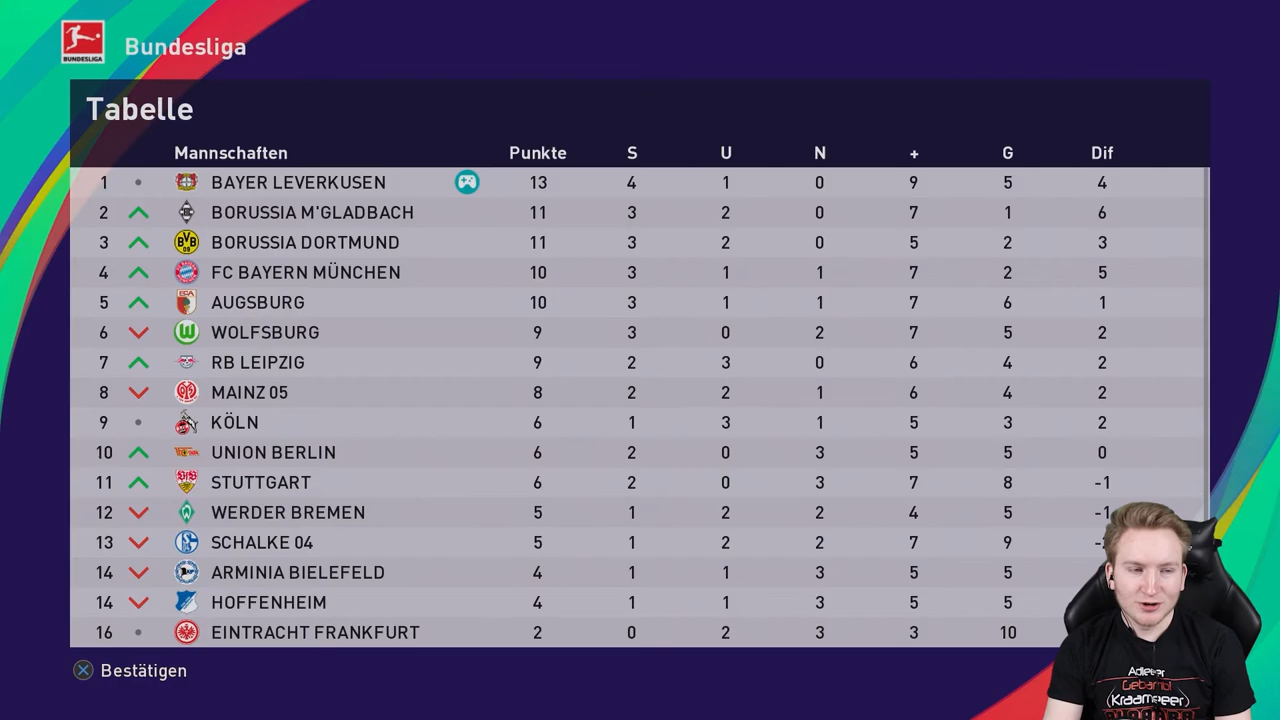 BUNDESLIGA
Bundesliga
Tabelle
Mannschaften Punkte S U N + G Dif
1 BAYER LEVERKUSEN 13 4 1 0 9 5 4
2 BORUSSIA M'GLADBACH 11 3 2 0 7 1 6
3 BVB 09 BORUSSIA DORTMUND 11 3 2 0 5 2 3
4 FC BAYERN MÜNCHEN 10 3 1 1 7 2 5
5 FCA AUGSBURG 10 3 1 1 7 6 1
6 W WOLFSBURG 9 3 0 2 7 5 2
7 RB LEIPZIG 9 2 3 0 6 4 2
8 MAINZ 05 8 2 2 1 6 4 2
9 KÖLN 6 1 3 1 5 3 2
10 UNION BERLIN 6 2 0 3 5 5 0
11 STUTTGART 6 2 0 3 7 8 -1
12 WERDER BREMEN 5 1 2 2 4 5 -1
13 SCHALKE 04 5 1 2 2 7 9
14 ARMINIA BIELEFELD 4 1 1 3 5 5
14 HOFFENHEIM 4 1 1 3 5 5
16 EINTRACHT FRANKFURT 2 0 2 3 3 10
Bestätigen
Adleeer
Gebarmbl
Kraameeer